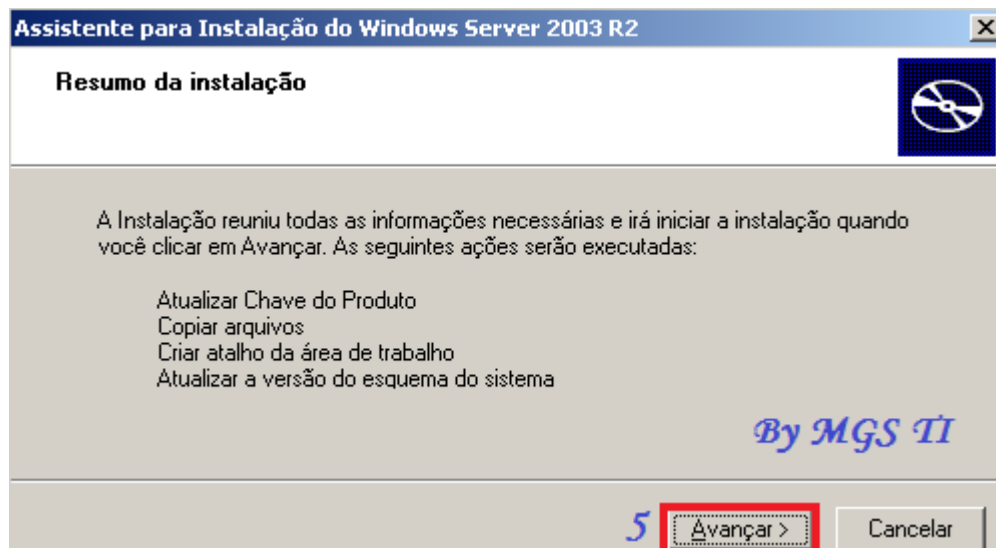 Assistente para Instalação do Windows Server 2003 R2
Resumo da instalação
A Instalação reuniu todas as informações necessárias e irá iniciar a instalação quando
você clicar em Avançar. As seguintes ações serão executadas:
Atualizar Chave do Produto
Copiar arquivos
Criar atalho da área de trabalho
Atualizar a versão do esquema do sistema
By MGS TI
5 Avançar > Cancelar